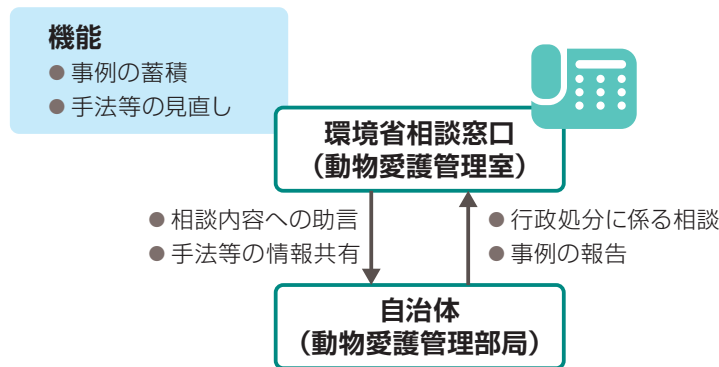 機能
● 事例の蓄積
● 手法等の見直し
環境省相談窓口
（動物愛護管理室）
● 相談内容への助言
● 手法等の情報共有
● 行政処分に係る相談
● 事例の報告
自治体
（動物愛護管理部局）